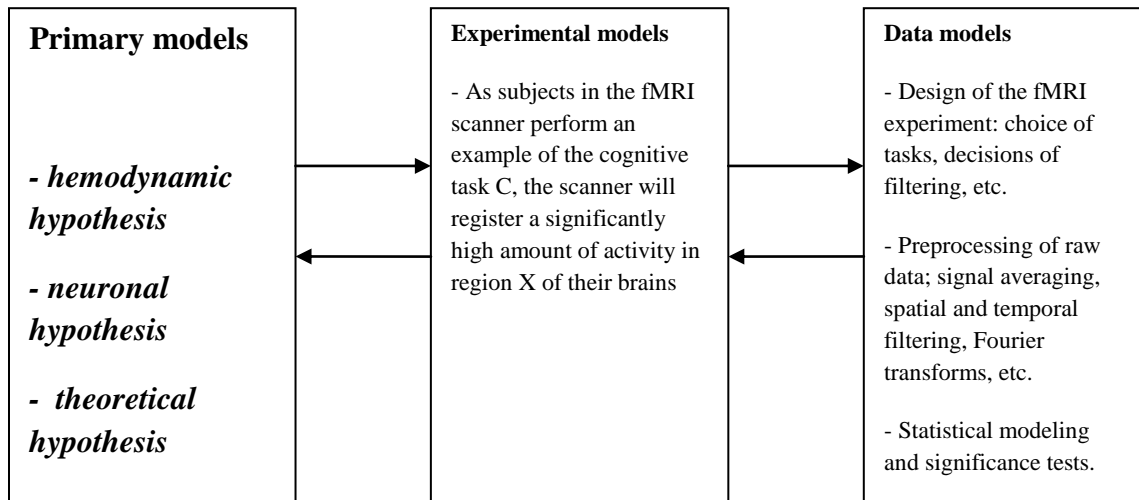 Primary models
- hemodynamic
hypothesis
- neuronal
hypothesis
- theoretical
hypothesis
Experimental models
- As subjects in the fMRI
scanner perform an
example of the cognitive
task C, the scanner will
register a significantly
high amount of activity in
region X of their brains
Data models
- Design of the fMRI
experiment: choice of
tasks, decisions of
filtering, etc.
- Preprocessing of raw
data; signal averaging,
spatial and temporal
filtering, Fourier
transforms, etc.
- Statistical modeling
and significance tests.